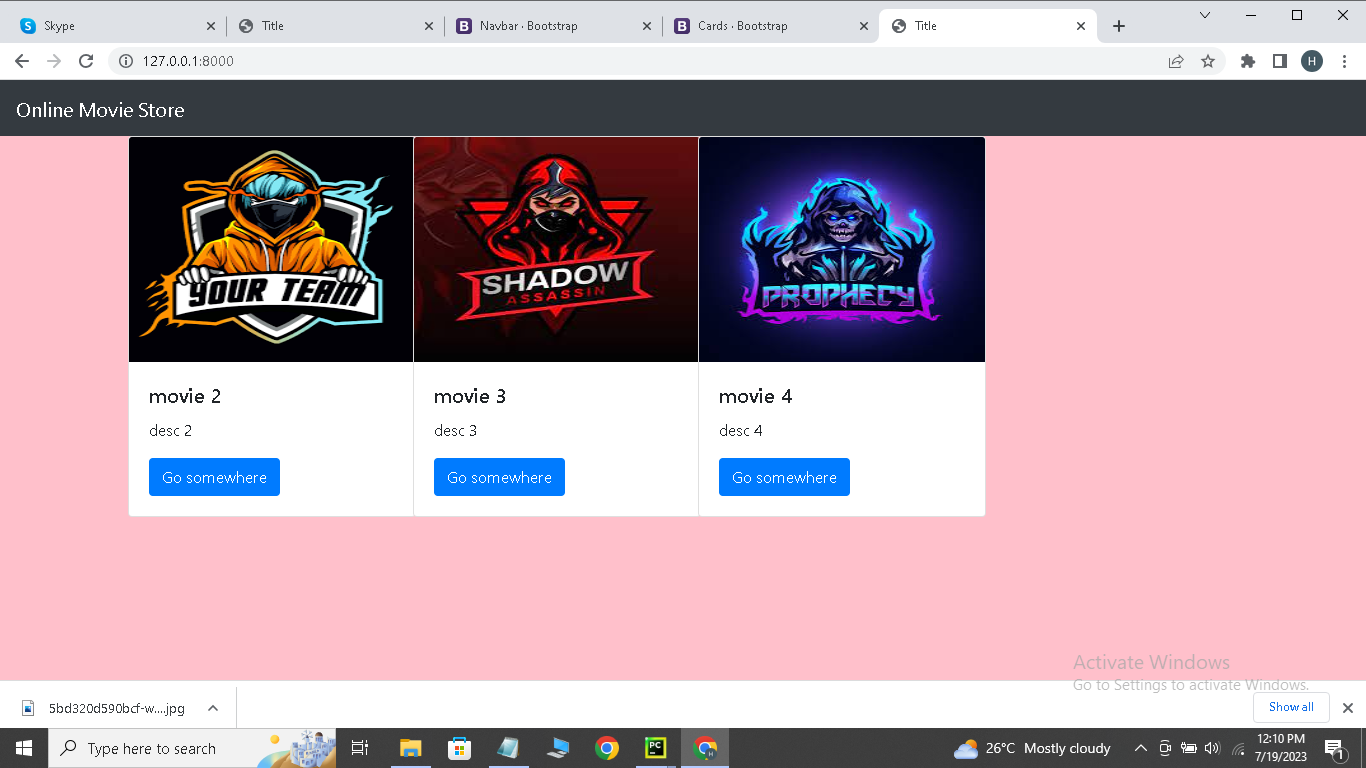 Skype
Title
Navbar · Bootstrap
Cards · Bootstrap
Title
127.0.0.1:8000
H
Online Movie Store
YOUR TEAM
SHADOW
ASSASSIN
PROPHECY
movie 2
desc 2
Go somewhere
movie 3
desc 3
Go somewhere
movie 4
desc 4
Go somewhere
Activate Windows
Go to Settings to activate Windows.
5bd320d590bcf-w....jpg
Show all
Type here to search
PC
H
26°C Mostly cloudy
12:10 PM
7/19/2023
1